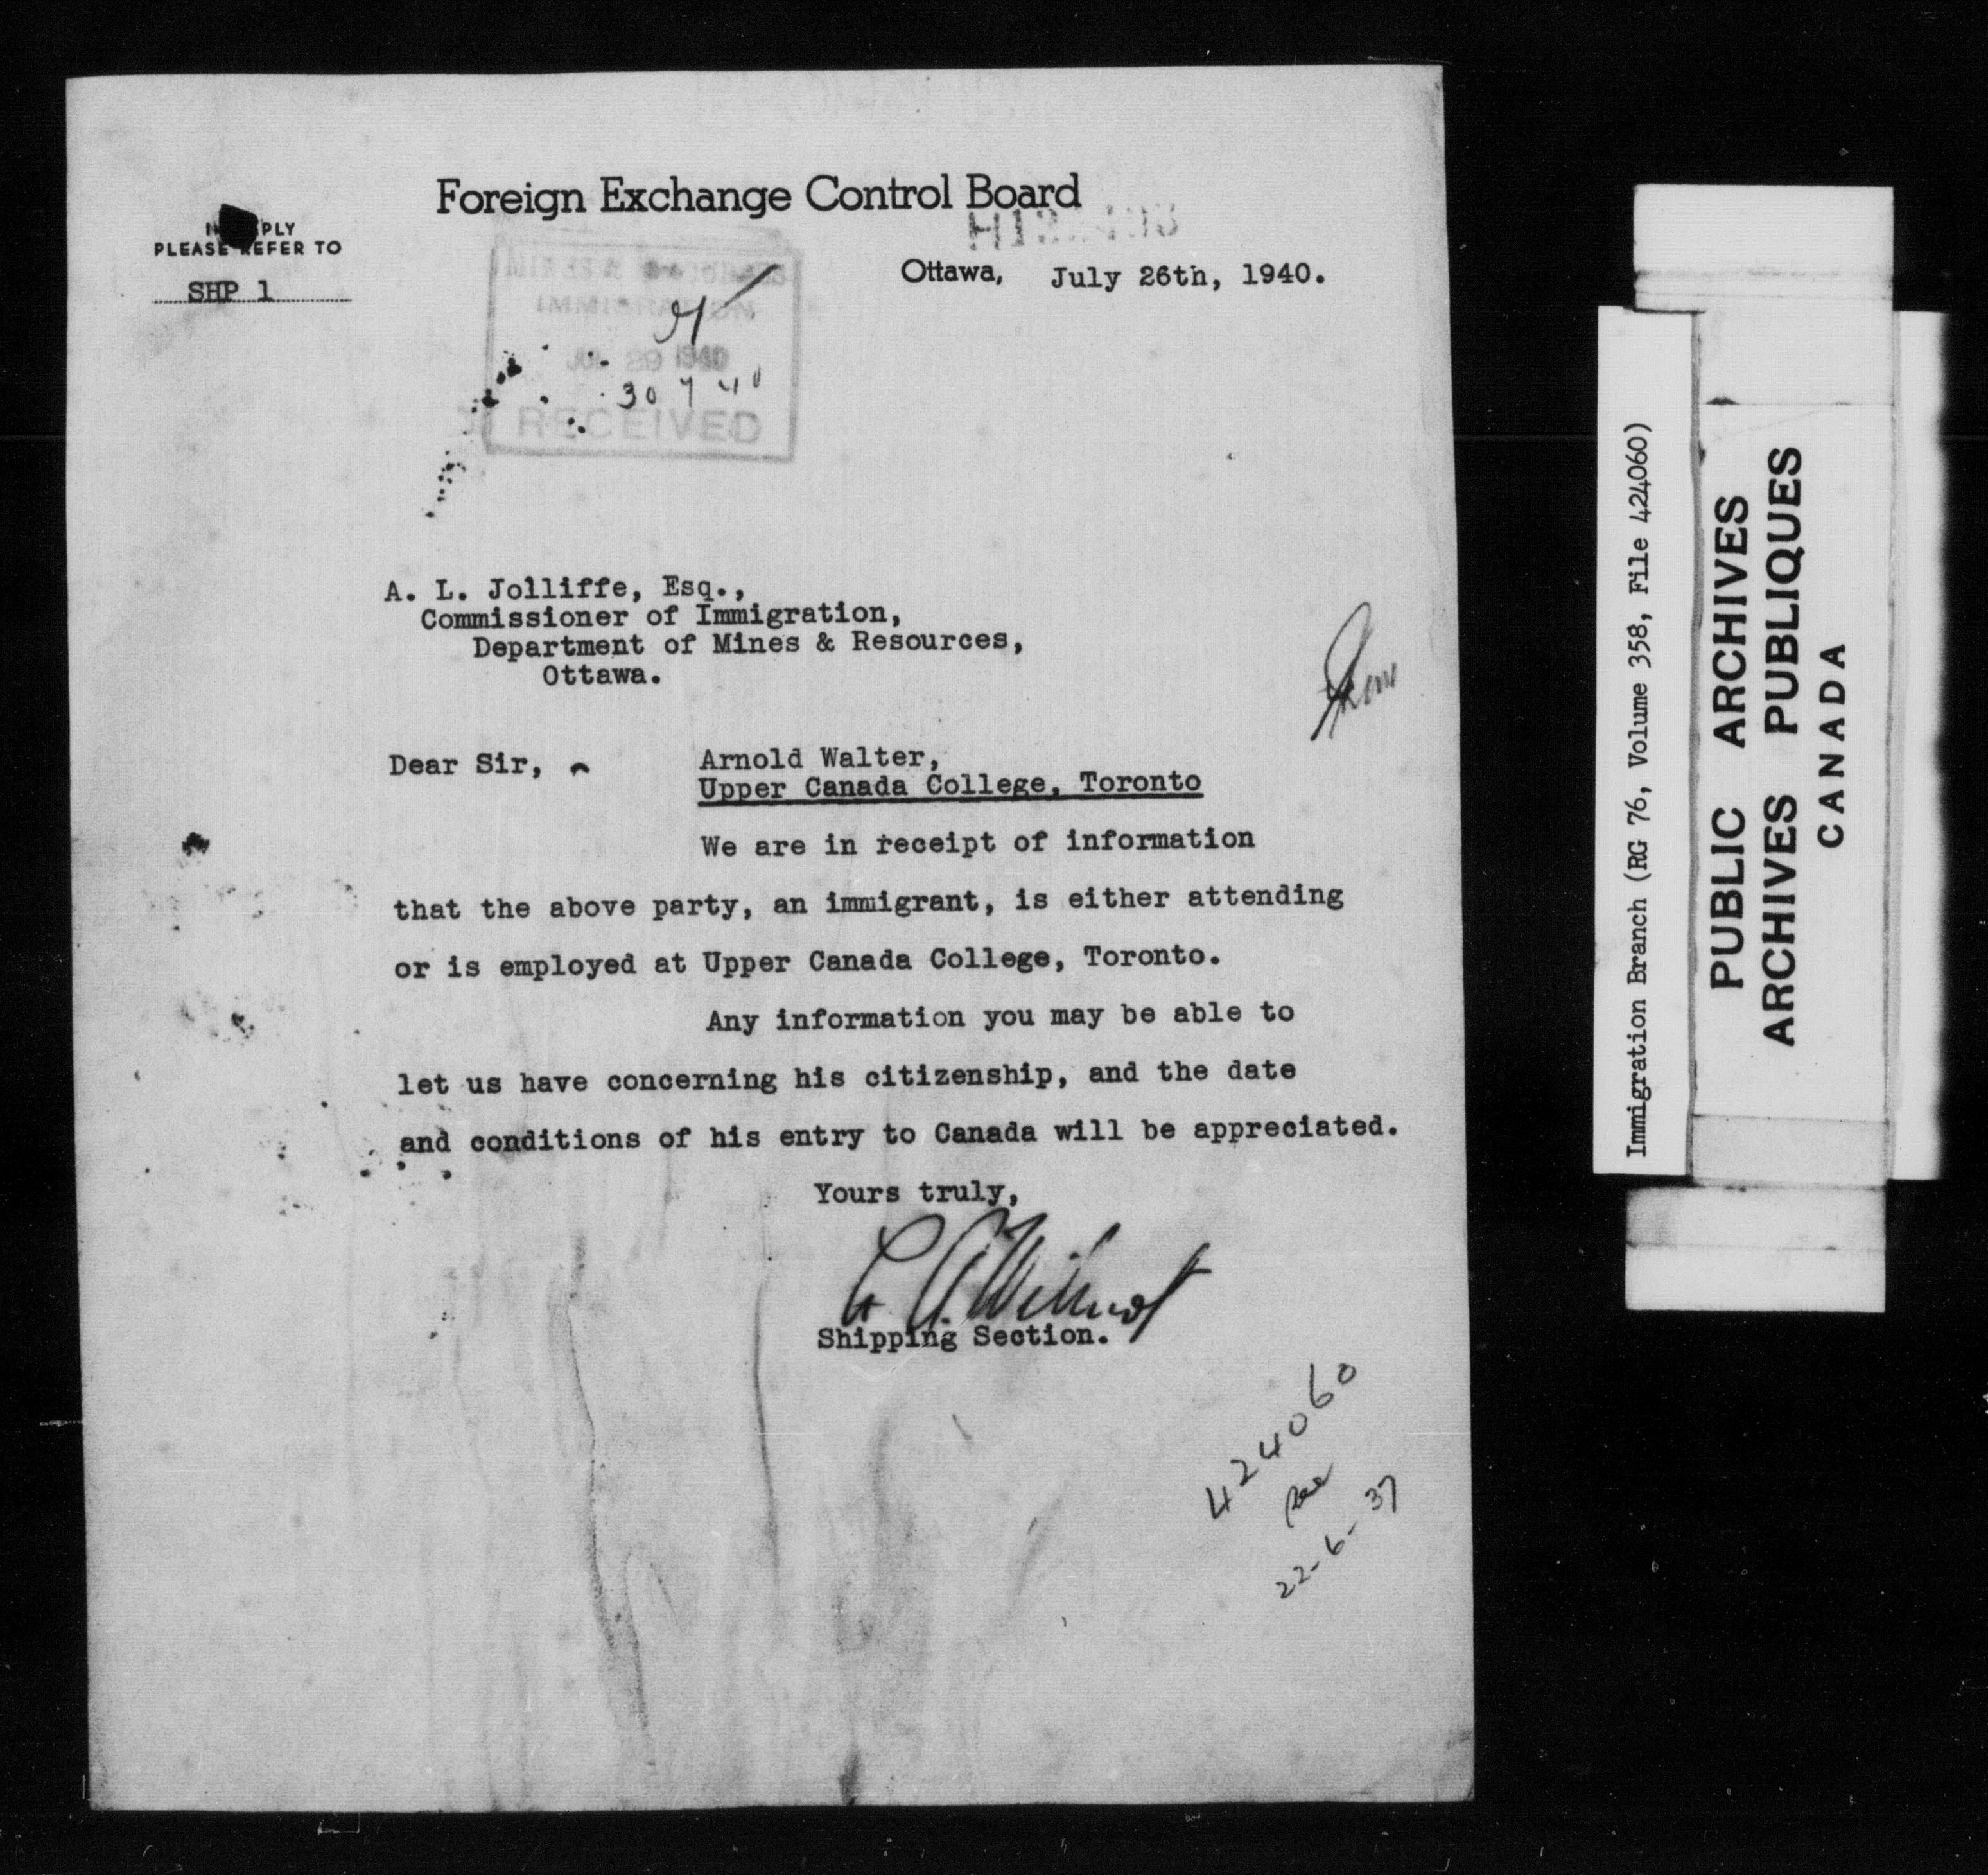 Foreign Exchange Control Board
PLEASE REFER TO
SHP 1
Ottawa, July 26th, 1940.
IMMIGRATION
JUL 29 1940
30 7 40
RECEIVED
A. L. Jolliffe, Esq.,
Commissioner of Immigration,
Department of Mines & Resources,
Ottawa.
Dear Sir,
Arnold Walter,
Upper Canada College, Toronto
We are in receipt of information
that the above party, an immigrant, is either attending
or is employed at Upper Canada College, Toronto.
Any information you may be able to
let us have concerning his citizenship, and the date
and conditions of his entry to Canada will be appreciated.
Yours truly,
Shipping Section.
424060
22-6-37
Immigration Branch (RG 76, Volume 358, File 424060)
PUBLIC ARCHIVES
ARCHIVES PUBLIQUES
CANADA